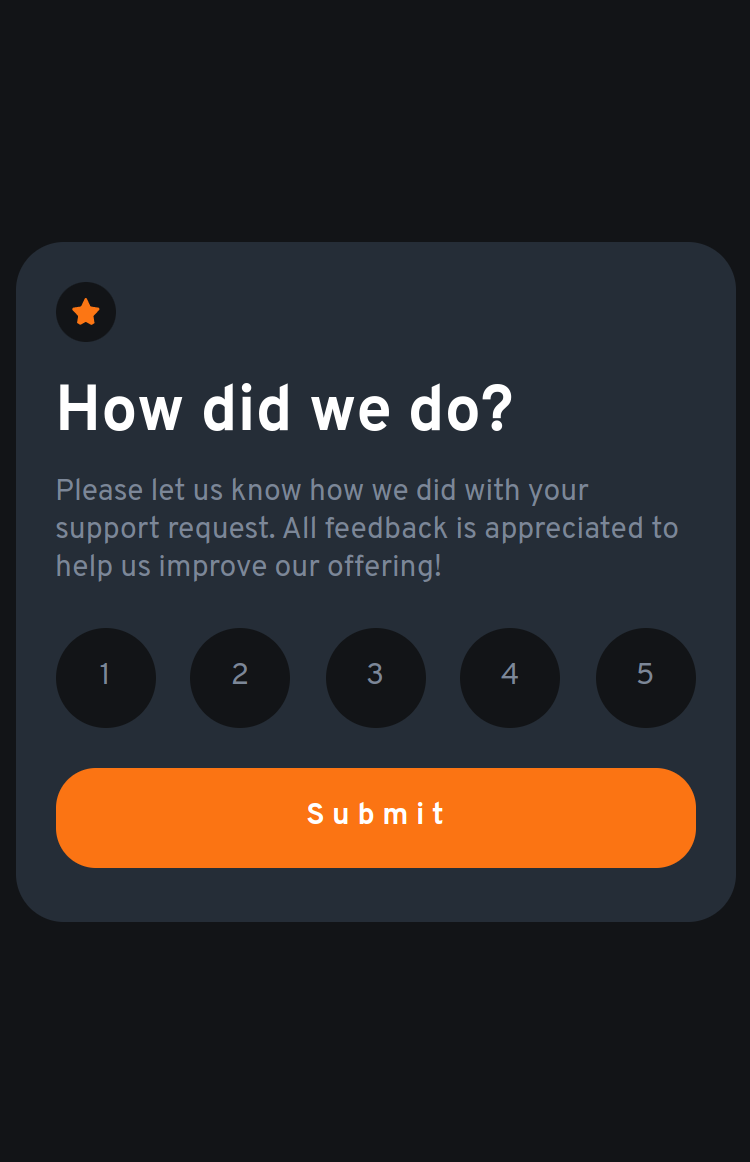 How did we do?
Please let us know how we did with your
support request. All feedback is appreciated to
help us improve our offering!
1 2 3 4 5
Submit